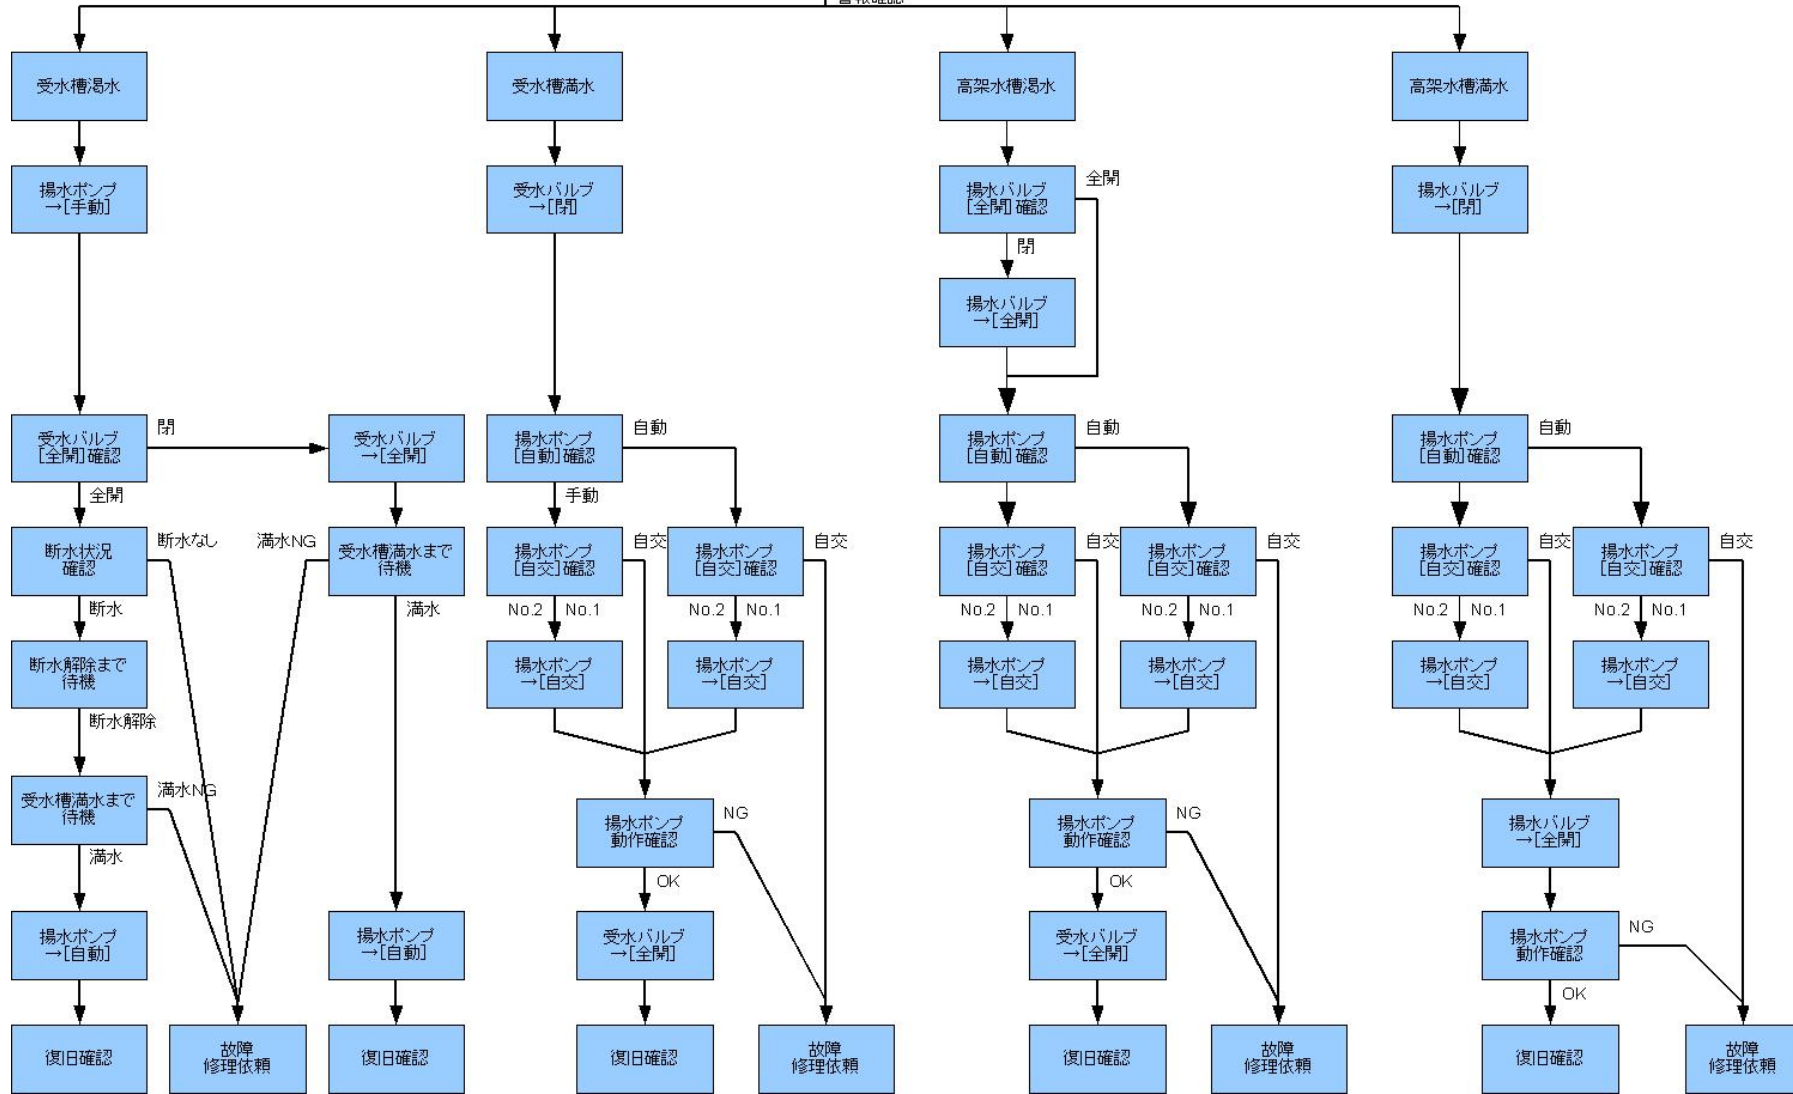 受水槽渇水
受水槽満水
高架水槽渇水
高架水槽満水
揚水ポンプ
→[手動]
受水バルブ
→[閉]
揚水バルブ
[全開]確認
全開
揚水バルブ
→[閉]
閉
揚水バルブ
→[全開]
受水バルブ
[全開]確認
閉
受水バルブ
→[全開]
揚水ポンプ
[自動]確認
自動
揚水ポンプ
[自動]確認
自動
揚水ポンプ
[自動]確認
自動
全開
手動
断水状況
確認
断水なし
満水NG
受水槽満水まで
待機
揚水ポンプ
[自交]確認
自交
揚水ポンプ
[自交]確認
自交
揚水ポンプ
[自交]確認
自交
揚水ポンプ
[自交]確認
自交
揚水ポンプ
[自交]確認
自交
揚水ポンプ
[自交]確認
自交
断水
満水
No.2
No.1
No.2
No.1
No.2
No.1
No.2
No.1
No.2
No.1
No.2
No.1
断水解除まで
待機
揚水ポンプ
→[自交]
揚水ポンプ
→[自交]
揚水ポンプ
→[自交]
揚水ポンプ
→[自交]
揚水ポンプ
→[自交]
揚水ポンプ
→[自交]
断水解除
受水槽満水まで
待機
満水NG
揚水ポンプ
動作確認
NG
揚水ポンプ
動作確認
NG
揚水バルブ
→[全開]
満水
OK
OK
揚水ポンプ
→[自動]
揚水ポンプ
→[自動]
受水バルブ
→[全開]
受水バルブ
→[全開]
揚水ポンプ
動作確認
NG
OK
復旧確認
故障
修理依頼
復旧確認
復旧確認
故障
修理依頼
復旧確認
故障
修理依頼
復旧確認
故障
修理依頼